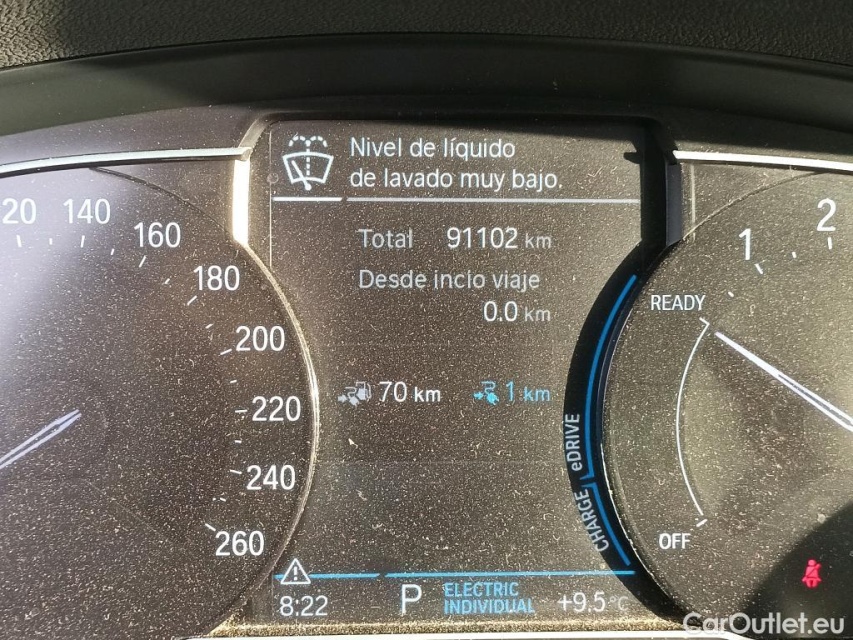 Nivel de líquido
de lavado muy bajo.
Total 91102 km
Desde incio viaje
0.0 km
70 km 1 km
20 140 160 180 200 220 240 260
READY 1 2
eDRIVE
CHARGE
OFF
8:22 P ELECTRIC
INDIVIDUAL +9.5°C
CarOutlet.eu